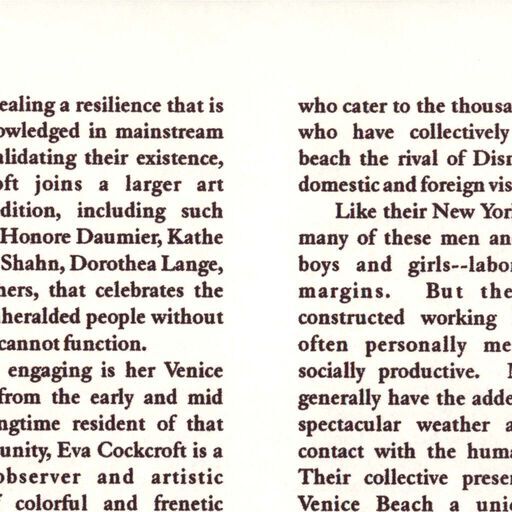 ealing a resilience that is
owledged in mainstream
alidating their existence,
oft joins a larger art
dition, including such
Honore Daumier, Kathe
Shahn, Dorothea Lange,
hers, that celebrates the
heralded people without
cannot function.
engaging is her Venice
from the early and mid
ngtime resident of that
unity, Eva Cockcroft is a
observer and artistic
colorful and frenetic
who cater to the thousa
who have collectively
beach the rival of Disn
domestic and foreign vis
Like their New Yor
many of these men an
boys and girls--labor
margins. But the
constructed working
often personally me
socially productive.
generally have the adde
spectacular weather a
contact with the huma
Their collective presen
Venice Beach a uniq